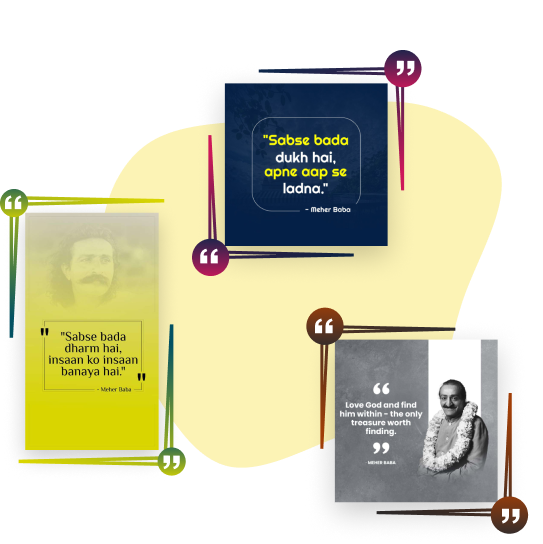 "Sabse bada
dukh hai,
apne aap se
ladna."
- Meher Baba
"Sabse bada
dharm hai,
insaan ko insaan
banaya hai."
- Meher Baba
Love God and find
him within - the only
treasure worth
finding.
MEHER BABA